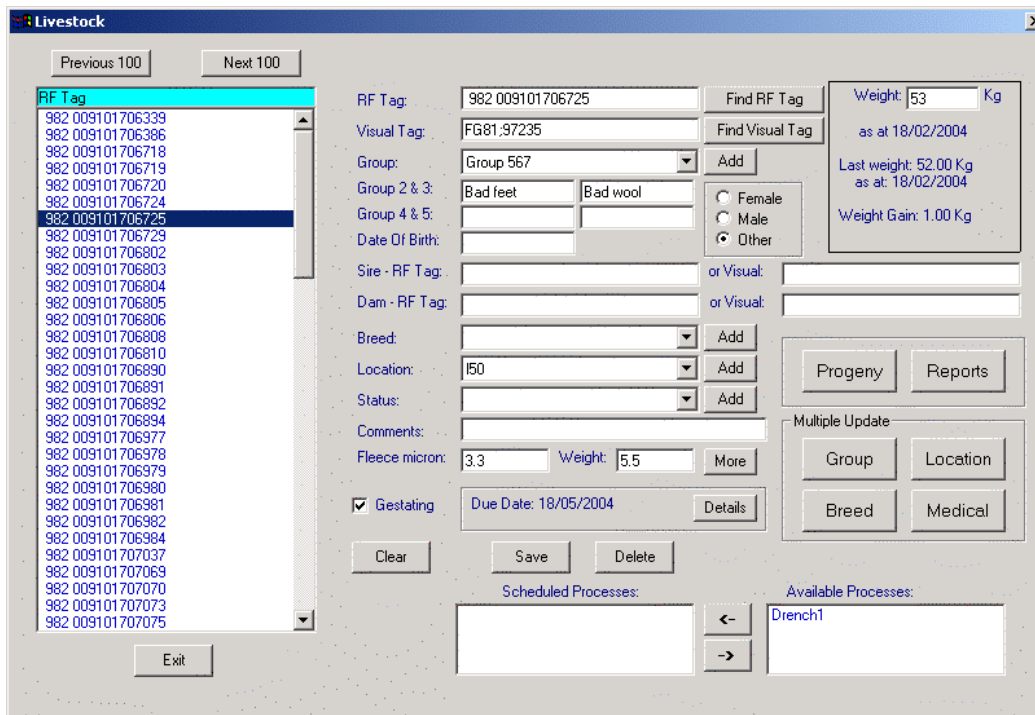 Livestock
Previous 100 Next 100
RF Tag
982 009101706339
982 009101706386
982 009101706718
982 009101706719
982 009101706720
982 009101706724
982 009101706725
982 009101706729
982 009101706802
982 009101706803
982 009101706804
982 009101706805
982 009101706806
982 009101706808
982 009101706810
982 009101706890
982 009101706891
982 009101706892
982 009101706894
982 009101706977
982 009101706978
982 009101706979
982 009101706980
982 009101706981
982 009101706982
982 009101706984
982 009101707037
982 009101707069
982 009101707070
982 009101707073
982 009101707075
Exit
RF Tag: 982 009101706725 Find RF Tag
Visual Tag: FG81;97235 Find Visual Tag
Group: Group 567 Add
Group 2 & 3: Bad feet Bad wool
Group 4 & 5:
Date Of Birth:
Female
Male
Other
Weight: 53 Kg
as at 18/02/2004
Last weight: 52.00 Kg
as at: 18/02/2004
Weight Gain: 1.00 Kg
Sire - RF Tag: or Visual:
Dam - RF Tag: or Visual:
Breed: Add
Location: I50 Add
Status: Add
Comments:
Fleece micron: 3.3 Weight: 5.5 More
Gestating Due Date: 18/05/2004 Details
Progeny Reports
Multiple Update
Group Location
Breed Medical
Clear Save Delete
Scheduled Processes: Available Processes:
<- Drench1
->